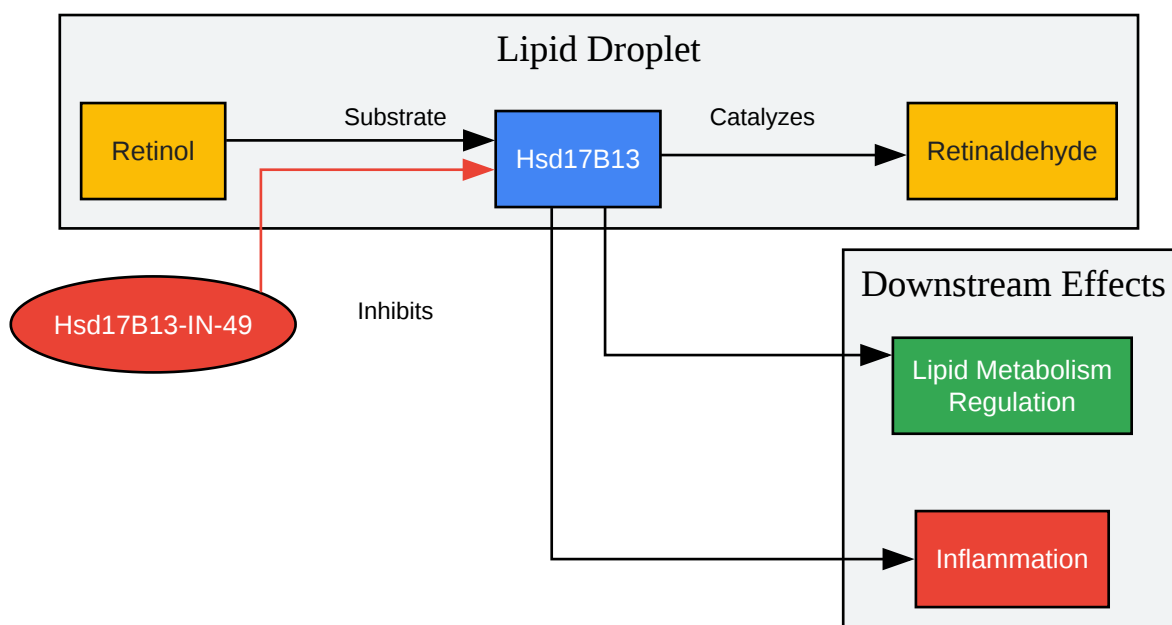 Lipid Droplet
Retinol
Substrate
Hsd17B13
Catalyzes
Retinaldehyde
Hsd17B13-IN-49
Inhibits
Downstream Effects
Lipid Metabolism
Regulation
Inflammation